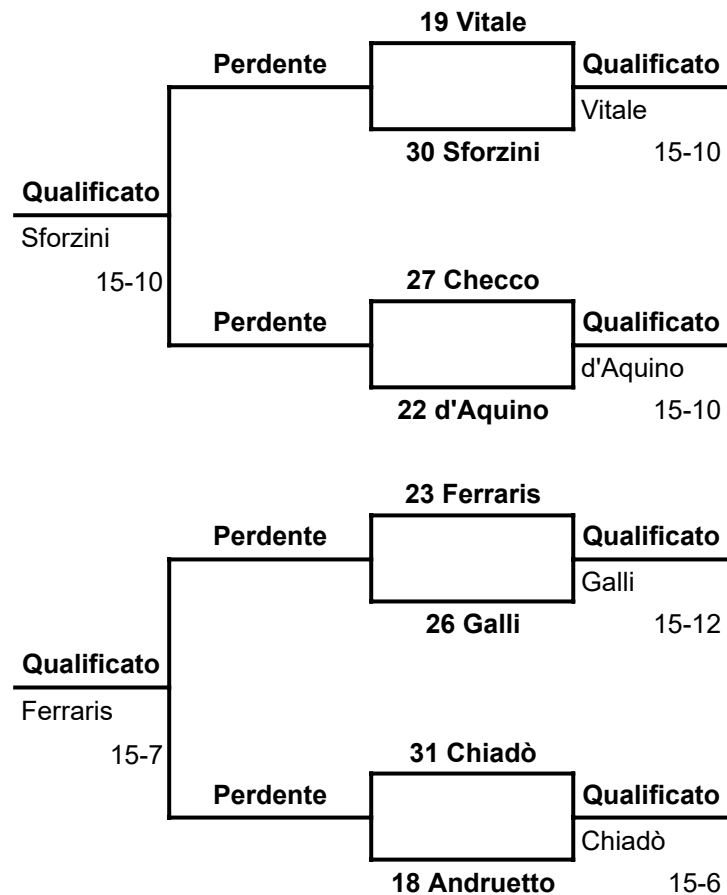 19 Vitale
Perdente
Qualificato
Vitale
30 Sforzini
15-10
Qualificato
Sforzini
15-10
27 Checco
Perdente
Qualificato
d'Aquino
22 d'Aquino
15-10
23 Ferraris
Perdente
Qualificato
Galli
26 Galli
15-12
Qualificato
Ferraris
15-7
31 Chiadò
Perdente
Qualificato
Chiadò
18 Andruetto
15-6